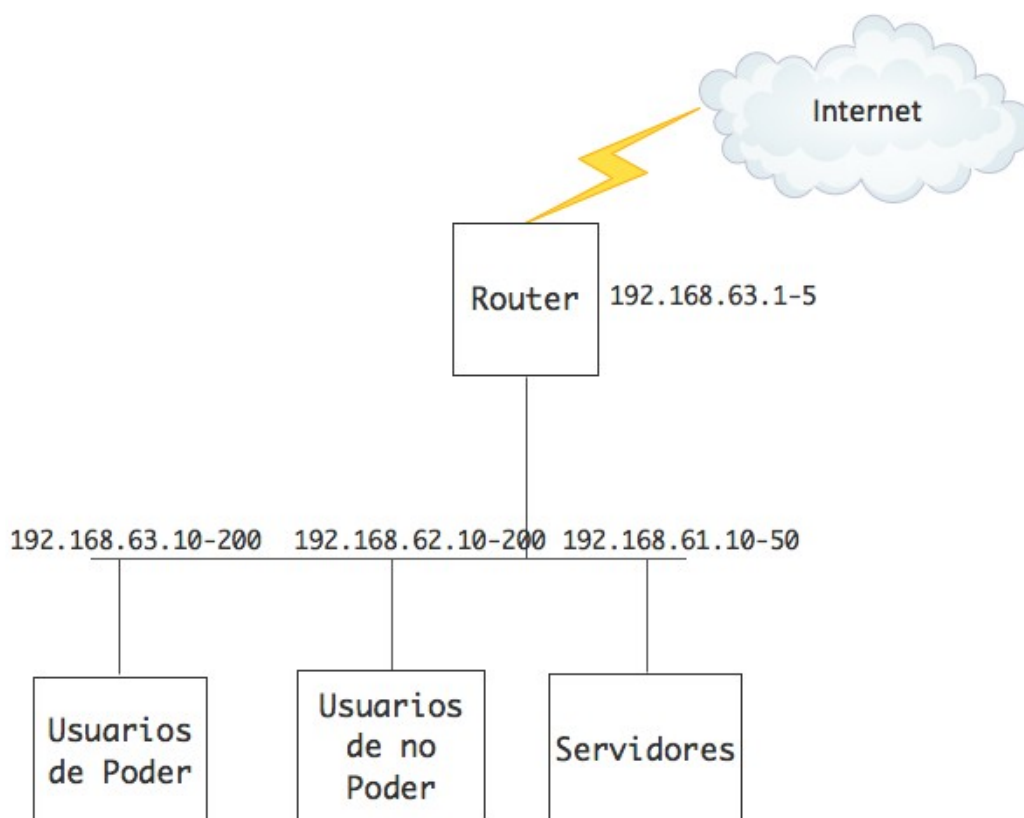 Internet
Router
192.168.63.1-5
192.168.63.10-200
192.168.62.10-200
192.168.61.10-50
Usuarios
de Poder
Usuarios
de no
Poder
Servidores